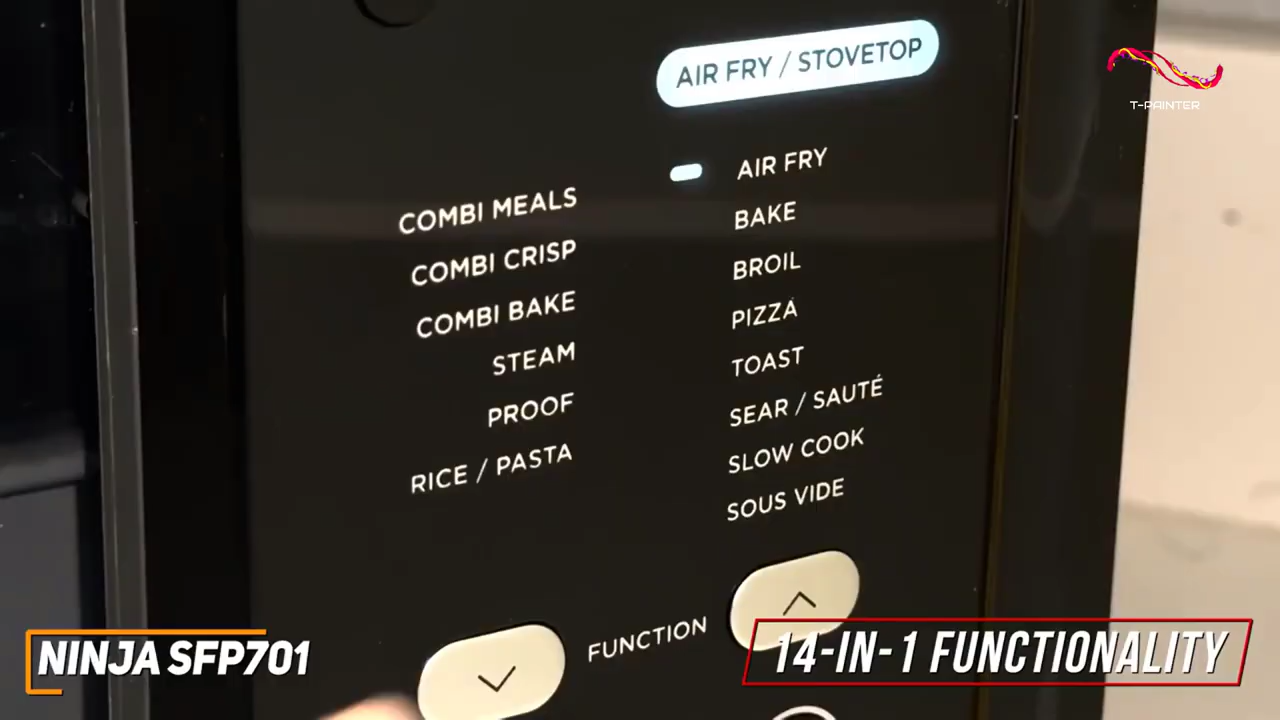 AIR FRY / STOVETOP
T-PAINTER
COMBI MEALS
COMBI CRISP
COMBI BAKE
STEAM
PROOF
RICE / PASTA
AIR FRY
BAKE
BROIL
PIZZA
TOAST
SEAR / SAUTÉ
SLOW COOK
SOUS VIDE
FUNCTION
NINJA SFP701
14-IN-1 FUNCTIONALITY